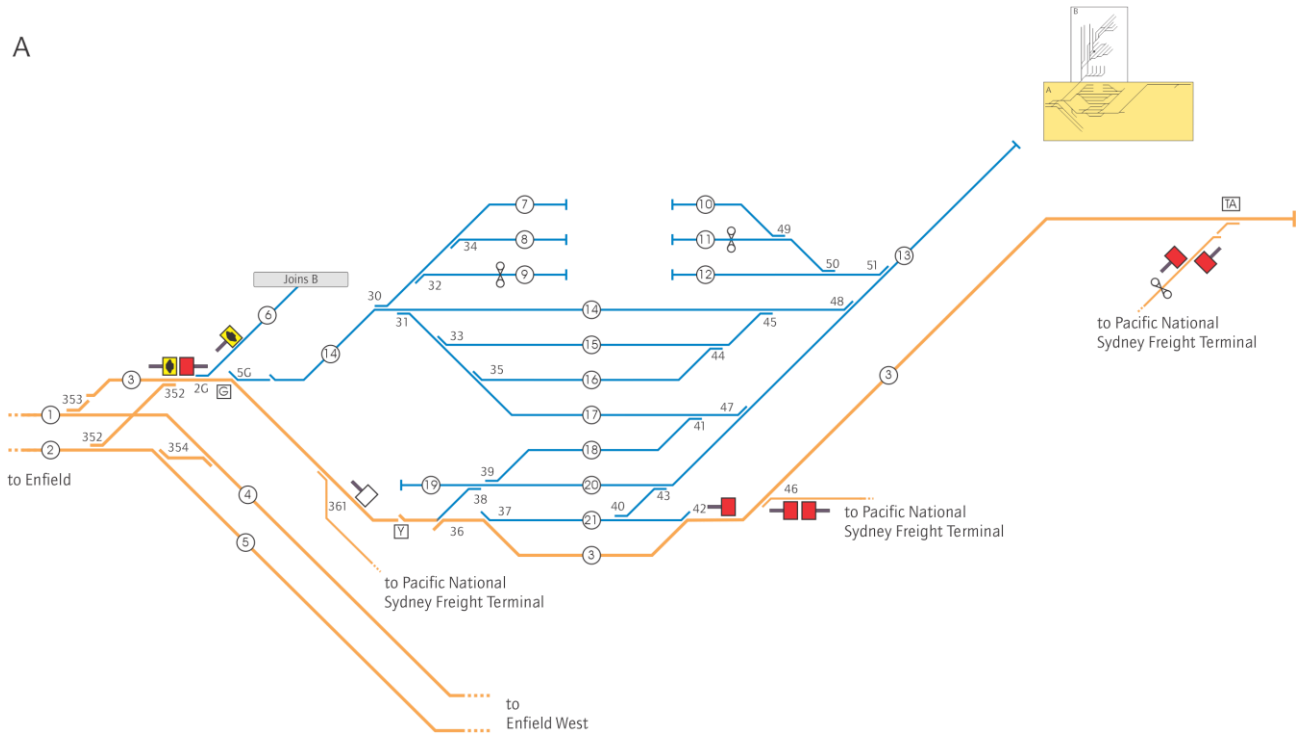 A
B
A
7
10
TA
8
34
11
49
9
32
12
50
51
13
Joins B
30
6
31
14
48
to Pacific National
Sydney Freight Terminal
33
15
45
14
44
3
353
352
2G
G
5G
35
16
3
1
17
47
352
354
41
2
18
to Enfield
39
4
361
19
38
20
43
46
5
Y
36
37
21
40
42
to Pacific National
Sydney Freight Terminal
3
to Pacific National
Sydney Freight Terminal
to
Enfield West